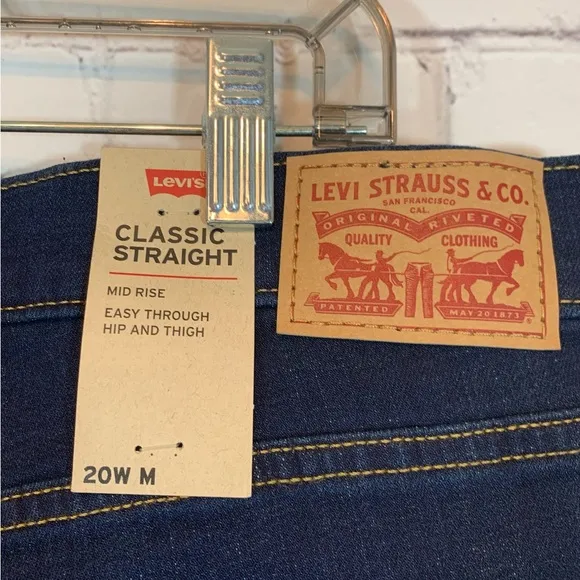 LEVI'S
CLASSIC
STRAIGHT
MID RISE
EASY THROUGH
HIP AND THIGH
20W M
LEVI STRAUSS & CO.
SAN FRANCISCO
CAL.
ORIGINAL RIVETED
QUALITY CLOTHING
PATENTED MAY 20 1873